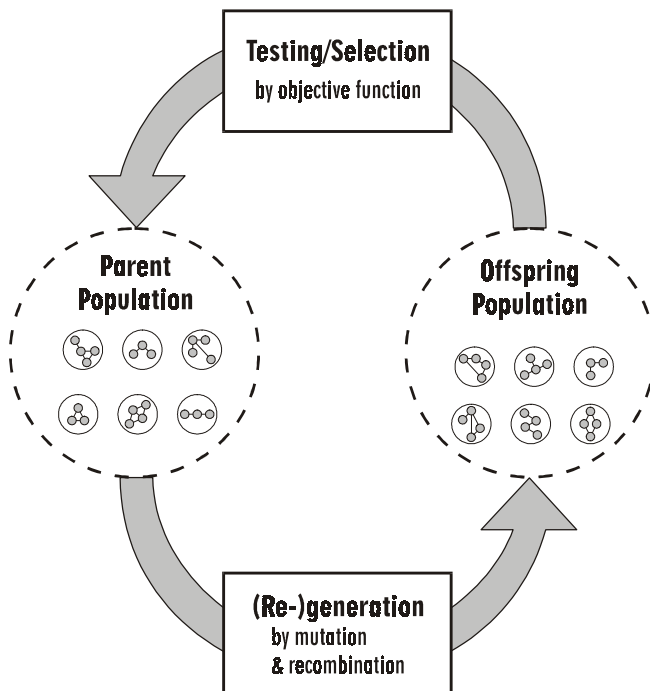 Testing/Selection
by objective function
Parent
Population
Offspring
Population
(Re-)generation
by mutation
& recombination